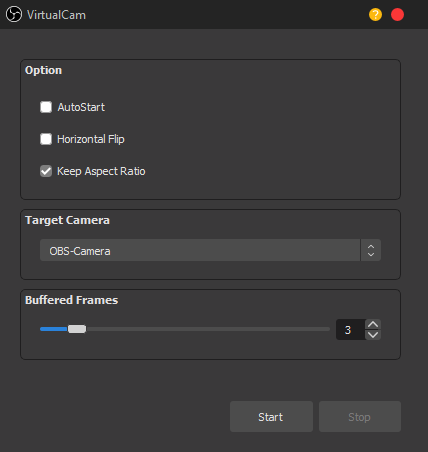 VirtualCam
?
Option
AutoStart
Horizontal Flip
Keep Aspect Ratio
Target Camera
OBS-Camera
Buffered Frames
3
Start
Stop